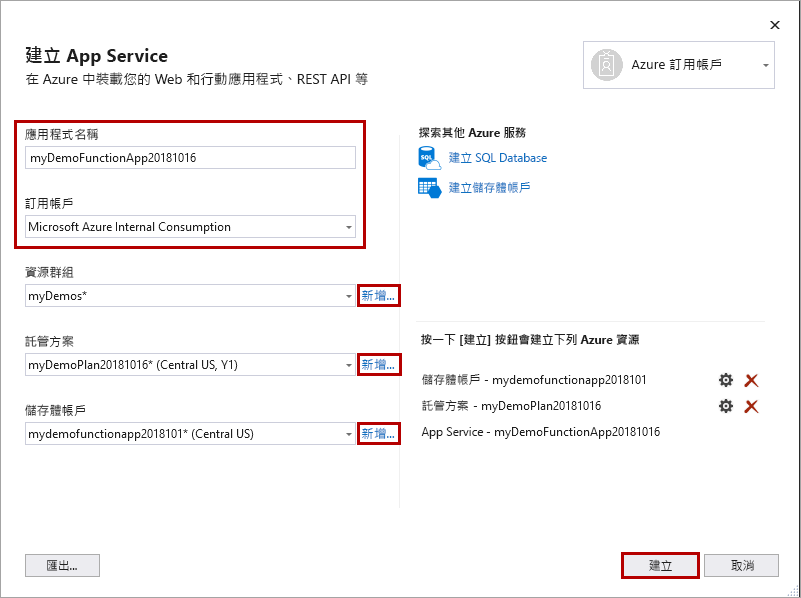 建立 App Service
在 Azure 中裝載您的 Web 和行動應用程式、REST API 等
Azure 訂用帳戶
應用程式名稱
myDemoFunctionApp20181016
訂用帳戶
Microsoft Azure Internal Consumption
資源群組
myDemos*
新增...
託管方案
myDemoPlan20181016* (Central US, Y1)
新增...
儲存體帳戶
mydemofunctionapp2018101* (Central US)
新增...
探索其他 Azure 服務
SQL
建立 SQL Database
建立儲存體帳戶
按一下 [建立] 按鈕會建立下列 Azure 資源
儲存體帳戶 - mydemofunctionapp2018101
託管方案 - myDemoPlan20181016
App Service - myDemoFunctionApp20181016
匯出...
建立
取消